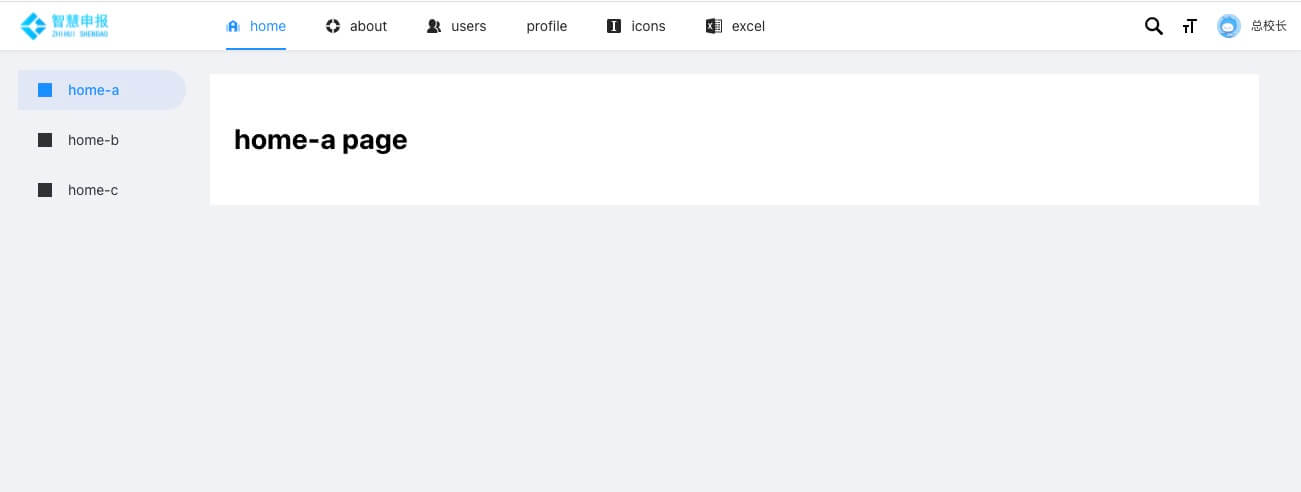 智慧申报
ZHI HUI SHENBAO
home
about
users
profile
icons
excel
总校长
home-a
home-b
home-c
home-a page